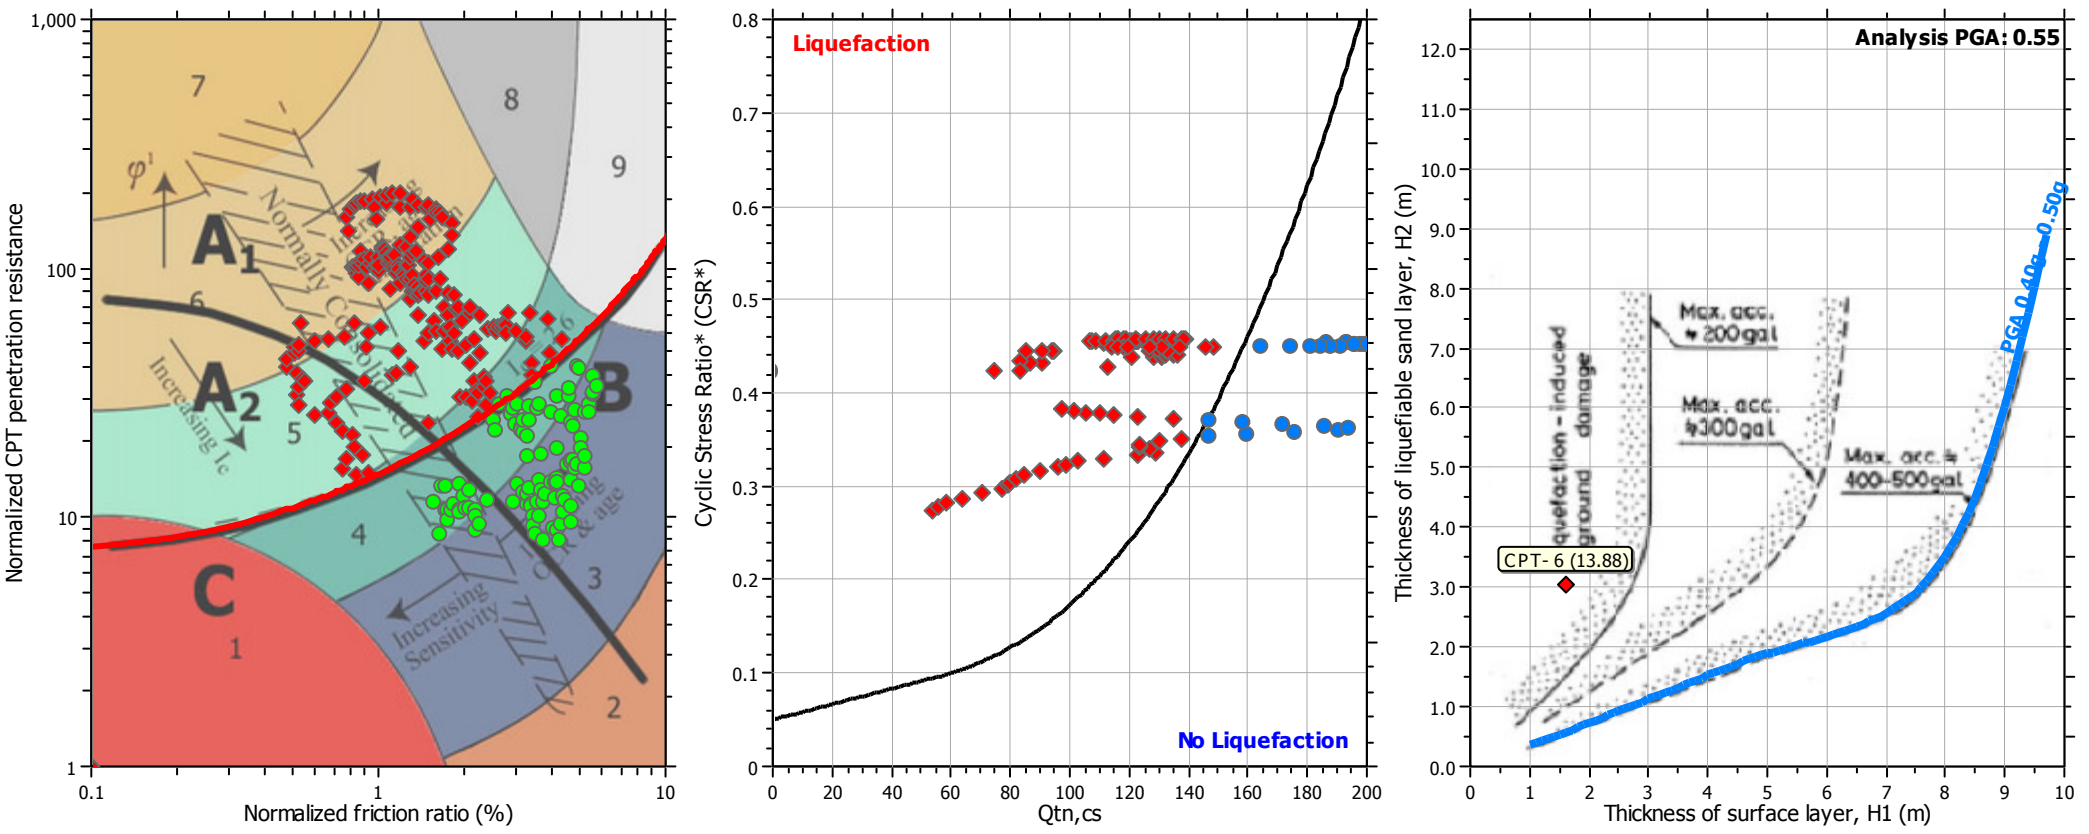 1,000
100
10
1
0.1
1
10
Normalized CPT penetration resistance
Normalized friction ratio (%)
7
8
9
φ'
A1
6
A2
5
B
4
3
C
1
2
Normally Consolidated
Increasing Ic
Increasing
Sensitivity
Liquefaction
No Liquefaction
0.8
0.7
0.6
0.5
0.4
0.3
0.2
0.1
0
0
20
40
60
80
100
120
140
160
180
200
Cyclic Stress Ratio* (CSR*)
Qtn,cs
Analysis PGA: 0.55
12.0
11.0
10.0
9.0
8.0
7.0
6.0
5.0
4.0
3.0
2.0
1.0
0.0
0
1
2
3
4
5
6
7
8
9
10
Thickness of liquefiable sand layer, H2 (m)
Thickness of surface layer, H1 (m)
PGA 0.40g - 0.50g
Max. acc.
≒ 200gal
Max. acc.
≒300gal
Max. acc. ≒
400-500gal
iquefaction - induced
ground damage
CPT-6 (13.88)